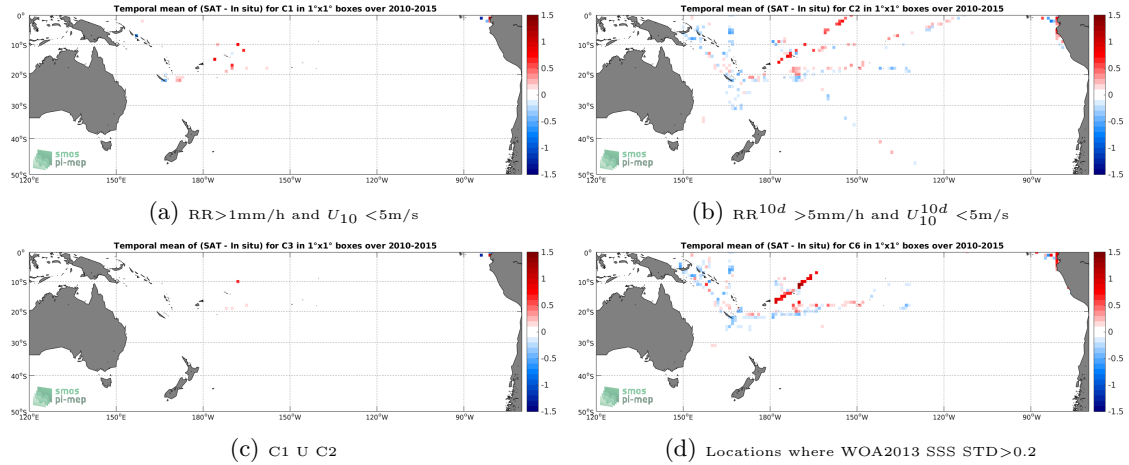 Temporal mean of (SAT - In situ) for C1 in 1°x1° boxes over 2010-2015
0°
10°S
20°S
30°S
40°S
50°S
120°E
150°E
180°W
150°W
120°W
90°W
1.5
1
0.5
0
-0.5
-1
-1.5
smos
pi-mep
(a) RR>1mm/h and U10 <5m/s
Temporal mean of (SAT - In situ) for C2 in 1°x1° boxes over 2010-2015
0°
10°S
20°S
30°S
40°S
50°S
120°E
150°E
180°W
150°W
120°W
90°W
1.5
1
0.5
0
-0.5
-1
-1.5
smos
pi-mep
(b) RR10d >5mm/h and U10d10 <5m/s
Temporal mean of (SAT - In situ) for C3 in 1°x1° boxes over 2010-2015
0°
10°S
20°S
30°S
40°S
50°S
120°E
150°E
180°W
150°W
120°W
90°W
1.5
1
0.5
0
-0.5
-1
-1.5
smos
pi-mep
(c) C1 U C2
Temporal mean of (SAT - In situ) for C6 in 1°x1° boxes over 2010-2015
0°
10°S
20°S
30°S
40°S
50°S
120°E
150°E
180°W
150°W
120°W
90°W
1.5
1
0.5
0
-0.5
-1
-1.5
smos
pi-mep
(d) Locations where WOA2013 SSS STD>0.2